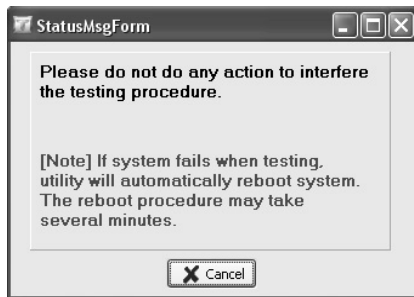 StatusMsgForm
Please do not do any action to interfere
the testing procedure.
[Note] If system fails when testing,
utility will automatically reboot system.
The reboot procedure may take
several minutes.
Cancel